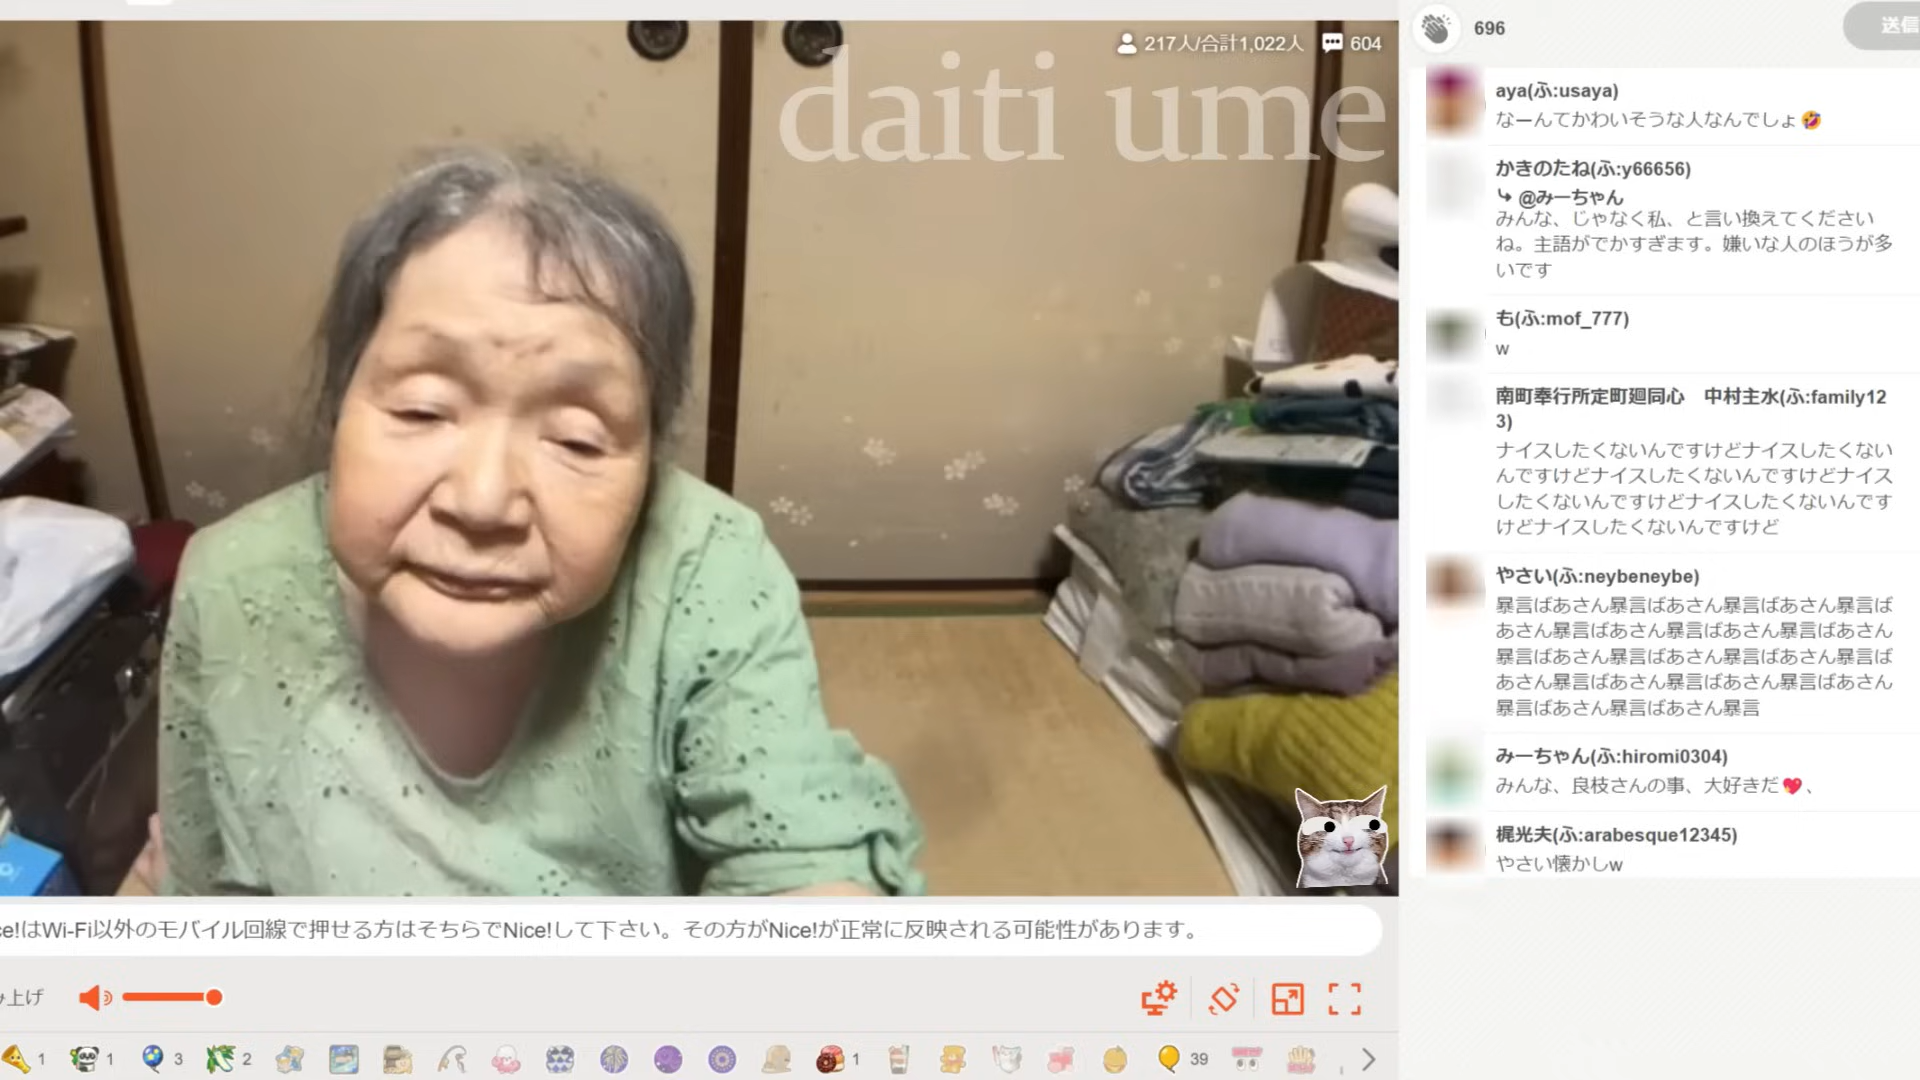 217人/合計1,022人
604
daiti ume
696
送信
aya(ふ:usaya)
なーんてかわいそうな人なんでしょ🤣
かきのたね(ふ:y66656)
↳ @みーちゃん
みんな、じゃなく私、と言い換えてください
ね。主語がでかすぎます。嫌いな人のほうが多
いです
も(ふ:mof_777)
w
南町奉行所定町廻同心　中村主水(ふ:family12
3)
ナイスしたくないんですけどナイスしたくない
んですけどナイスしたくないんですけどナイス
したくないんですけどナイスしたくないんです
けどナイスしたくないんですけど
やさい(ふ:neybeneybe)
暴言ばあさん暴言ばあさん暴言ばあさん暴言ば
あさん暴言ばあさん暴言ばあさん暴言ばあさん
暴言ばあさん暴言ばあさん暴言ばあさん暴言ば
あさん暴言ばあさん暴言ばあさん暴言ばあさん
暴言ばあさん暴言ばあさん暴言
みーちゃん(ふ:hiromi0304)
みんな、良枝さんの事、大好きだ💖、
梶光夫(ふ:arabesque12345)
やさい懐かしw
ce!はWi-Fi以外のモバイル回線で押せる方はそちらでNice!して下さい。その方がNice!が正常に反映される可能性があります。
み上げ
1
1
3
2
1
39